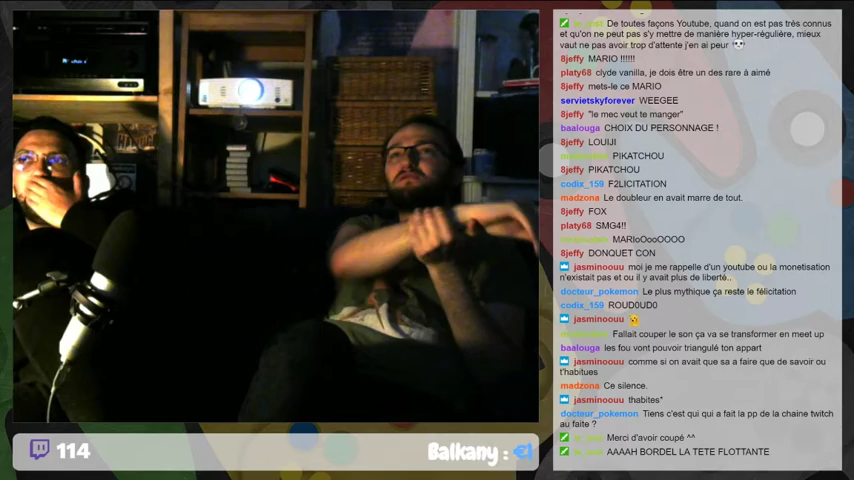 De toutes façons Youtube, quand on est pas très connus
et qu'on ne peut pas s'y mettre de manière hyper-régulière, mieux
vaut ne pas avoir trop d'attente j'en ai peur
8jeffy MARIO !!!!!!
platy68 clyde vanilla, je dois être un des rare à aimé
8jeffy mets-le ce MARIO
servietskyforever WEEGEE
8jeffy "le mec veut te manger"
baalouga CHOIX DU PERSONNAGE !
8jeffy LOUIJI
PIKATCHOU
8jeffy PIKATCHOU
codix_159 F2LICITATION
madzona Le doubleur en avait marre de tout.
8jeffy FOX
platy68 SMG4!!
MARIoOooOOOO
8jeffy DONQUET CON
jasminoouu moi je me rappelle d'un youtube ou la monetisation
n'existait pas et ou il y avait plus de liberté..
docteur_pokemon Le plus mythique ça reste le félicitation
codix_159 ROUD0UD0
jasminoouu
Fallait couper le son ça va se transformer en meet up
baalouga les fou vont pouvoir triangulé ton appart
jasminoouu comme si on avait que sa a faire que de savoir ou
t'habitues
madzona Ce silence.
jasminoouu thabites*
docteur_pokemon Tiens c'est qui qui a fait la pp de la chaine twitch
au faite ?
Merci d'avoir coupé ^^
AAAAH BORDEL LA TETE FLOTTANTE
114
Balkany : €1